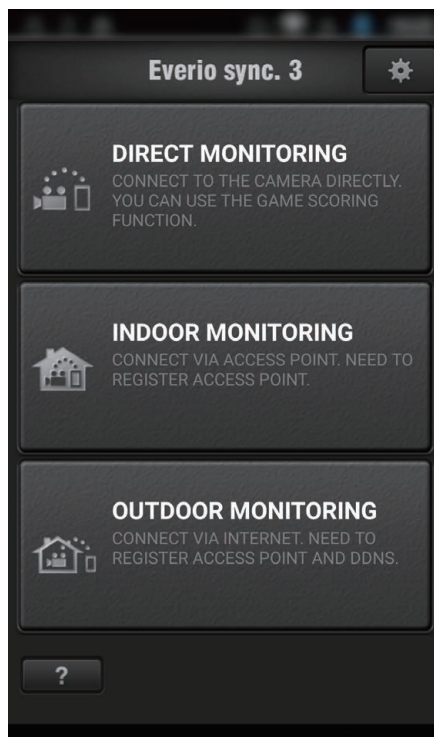 Everio sync. 3
DIRECT MONITORING
CONNECT TO THE CAMERA DIRECTLY.
YOU CAN USE THE GAME SCORING
FUNCTION.
INDOOR MONITORING
CONNECT VIA ACCESS POINT. NEED TO
REGISTER ACCESS POINT.
OUTDOOR MONITORING
CONNECT VIA INTERNET. NEED TO
REGISTER ACCESS POINT AND DDNS.
?